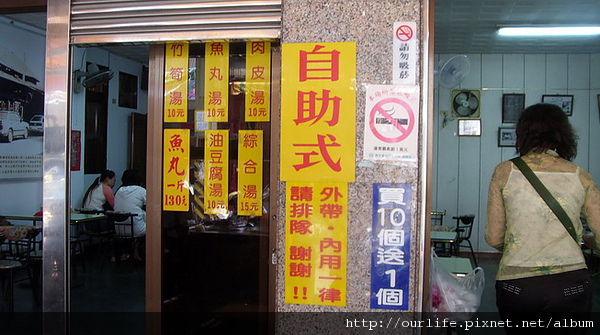 竹筍湯
10元
魚丸湯
10元
肉皮湯
10元
魚丸
一斤
130元
油豆腐湯
10元
綜合湯
15元
自助式
外帶·內用一律
請排隊 謝謝!!
請勿吸菸
買10個送1個
http://ourlife.pixnet.net/album